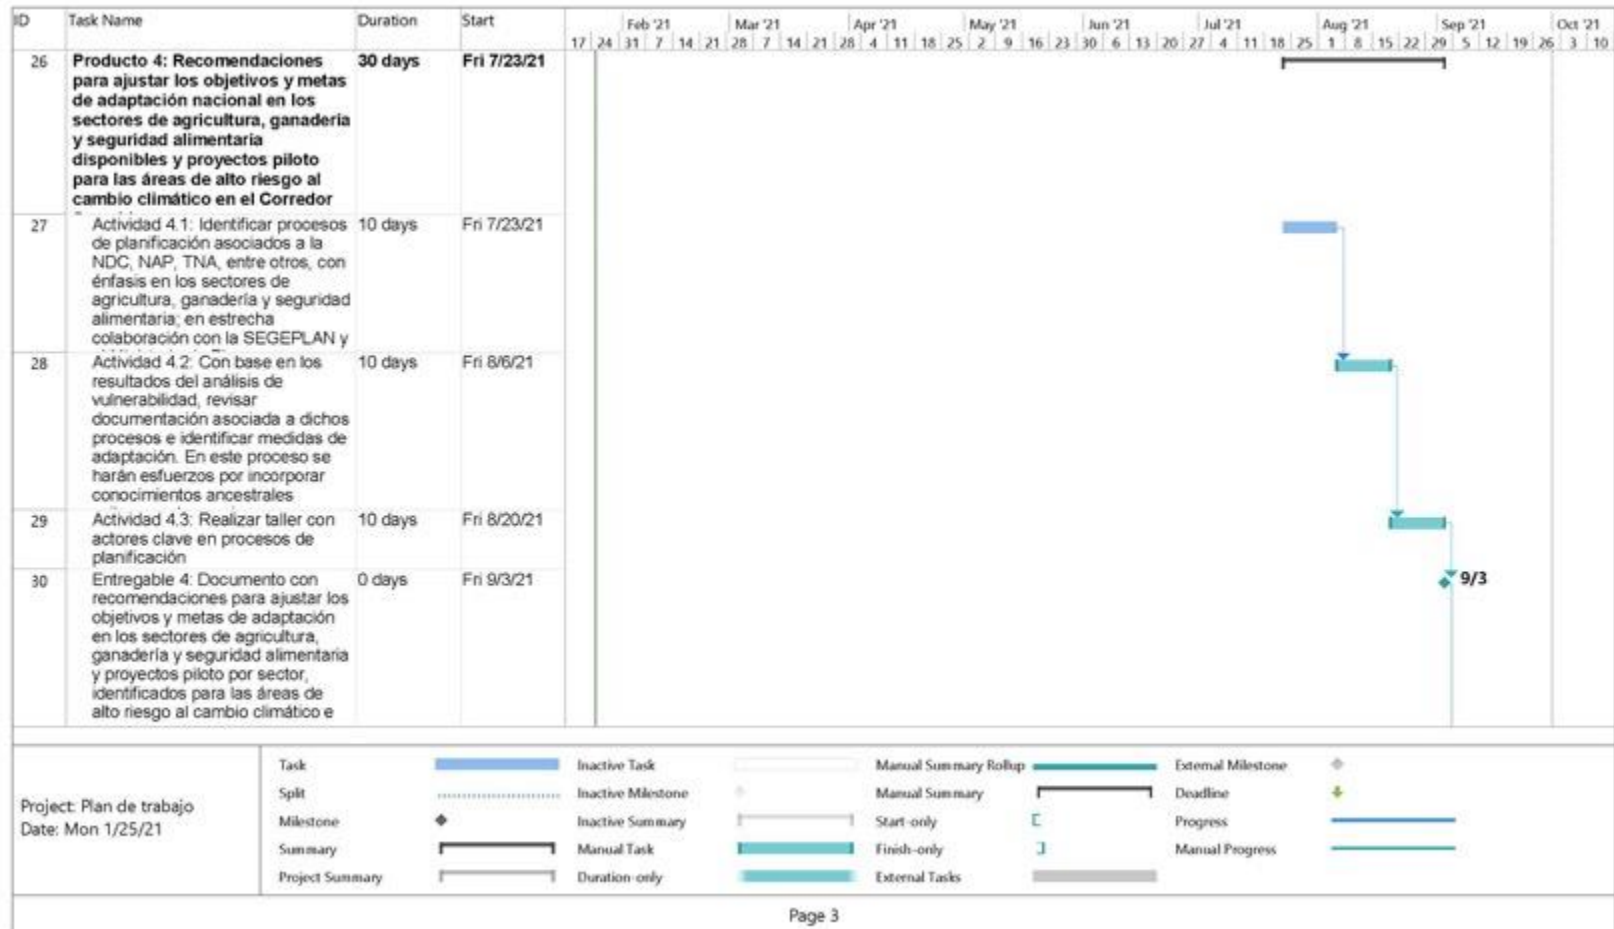 ID Task Name Duration Start Feb '21 Mar '21 Apr '21 May '21 Jun '21 Jul '21 Aug '21 Sep '21 Oct '21
17 24 31 7 14 21 28 7 14 21 28 4 11 18 25 2 9 16 23 30 6 13 20 27 4 11 18 25 1 8 15 22 29 5 12 19 26 3 10
26 Producto 4: Recomendaciones 30 days Fri 7/23/21
para ajustar los objetivos y metas
de adaptación nacional en los
sectores de agricultura, ganaderia
y seguridad alimentaria
disponibles y proyectos piloto
para las áreas de alto riesgo al
cambio climático en el Corredor
27 Actividad 4.1: Identificar procesos 10 days Fri 7/23/21
de planificación asociados a la
NDC, NAP, TNA, entre otros, con
énfasis en los sectores de
agricultura, ganadería y seguridad
alimentaria; en estrecha
colaboración con la SEGEPLAN y
28 Actividad 4.2: Con base en los 10 days Fri 8/6/21
resultados del análisis de
vulnerabilidad, revisar
documentación asociada a dichos
procesos e identificar medidas de
adaptación. En este proceso se
harán esfuerzos por incorporar
conocimientos ancestrales
29 Actividad 4.3: Realizar taller con 10 days Fri 8/20/21
actores clave en procesos de
planificación
30 Entregable 4: Documento con 0 days Fri 9/3/21 9/3
recomendaciones para ajustar los
objetivos y metas de adaptación
en los sectores de agricultura,
ganadería y seguridad alimentaria
y proyectos piloto por sector,
identificados para las áreas de
alto riesgo al cambio climático e
Project: Plan de trabajo
Date: Mon 1/25/21
Task Inactive Task Manual Summary Rollup External Milestone
Split Inactive Milestone Manual Summary Deadline
Milestone Inactive Summary Start-only Progress
Summary Manual Task Finish-only Manual Progress
Project Summary Duration-only External Tasks
Page 3